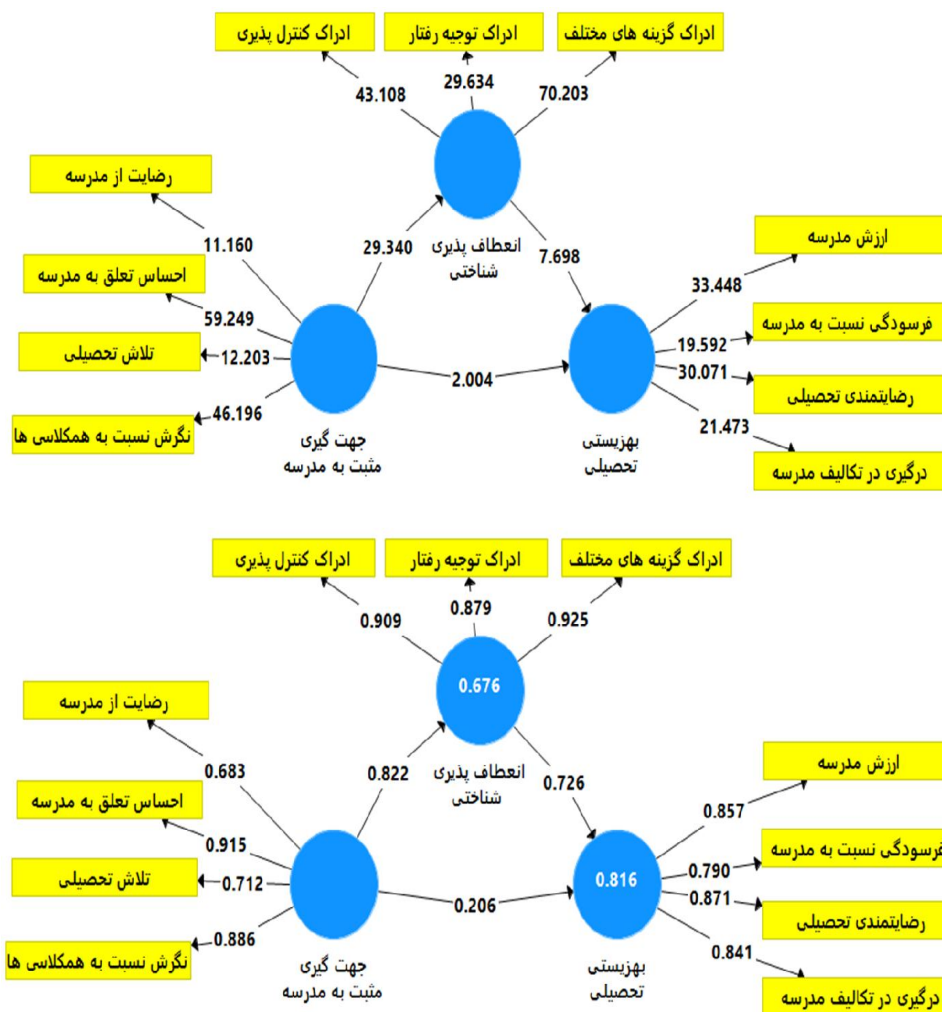 ادراک کنترل پذیری
ادراک توجیه رفتار
ادراک گزینه های مختلف
43.108
29.634
70.203
رضایت از مدرسه
احساس تعلق به مدرسه
تلاش تحصیلی
نگرش نسبت به همکلاسی ها
11.160
59.249
12.203
46.196
29.340
انعطاف پذیری
شناختی
7.698
جهت گیری
مثبت به مدرسه
2.004
بهزیستی
تحصیلی
33.448
19.592
30.071
21.473
ارزش مدرسه
فرسودگی نسبت به مدرسه
رضایتمندی تحصیلی
درگیری در تکالیف مدرسه
ادراک کنترل پذیری
ادراک توجیه رفتار
ادراک گزینه های مختلف
0.909
0.879
0.925
0.676
رضایت از مدرسه
احساس تعلق به مدرسه
تلاش تحصیلی
نگرش نسبت به همکلاسی ها
0.683
0.915
0.712
0.886
0.822
انعطاف پذیری
شناختی
0.726
جهت گیری
مثبت به مدرسه
0.206
0.816
بهزیستی
تحصیلی
0.857
0.790
0.871
0.841
ارزش مدرسه
فرسودگی نسبت به مدرسه
رضایتمندی تحصیلی
درگیری در تکالیف مدرسه